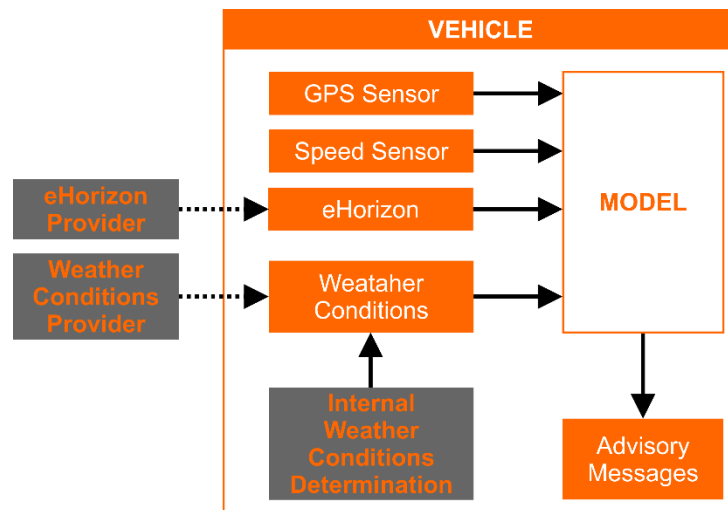 VEHICLE
GPS Sensor
Speed Sensor
eHorizon
Provider
eHorizon
MODEL
Weather
Conditions
Provider
Weataher
Conditions
Internal
Weather
Conditions
Determination
Advisory
Messages